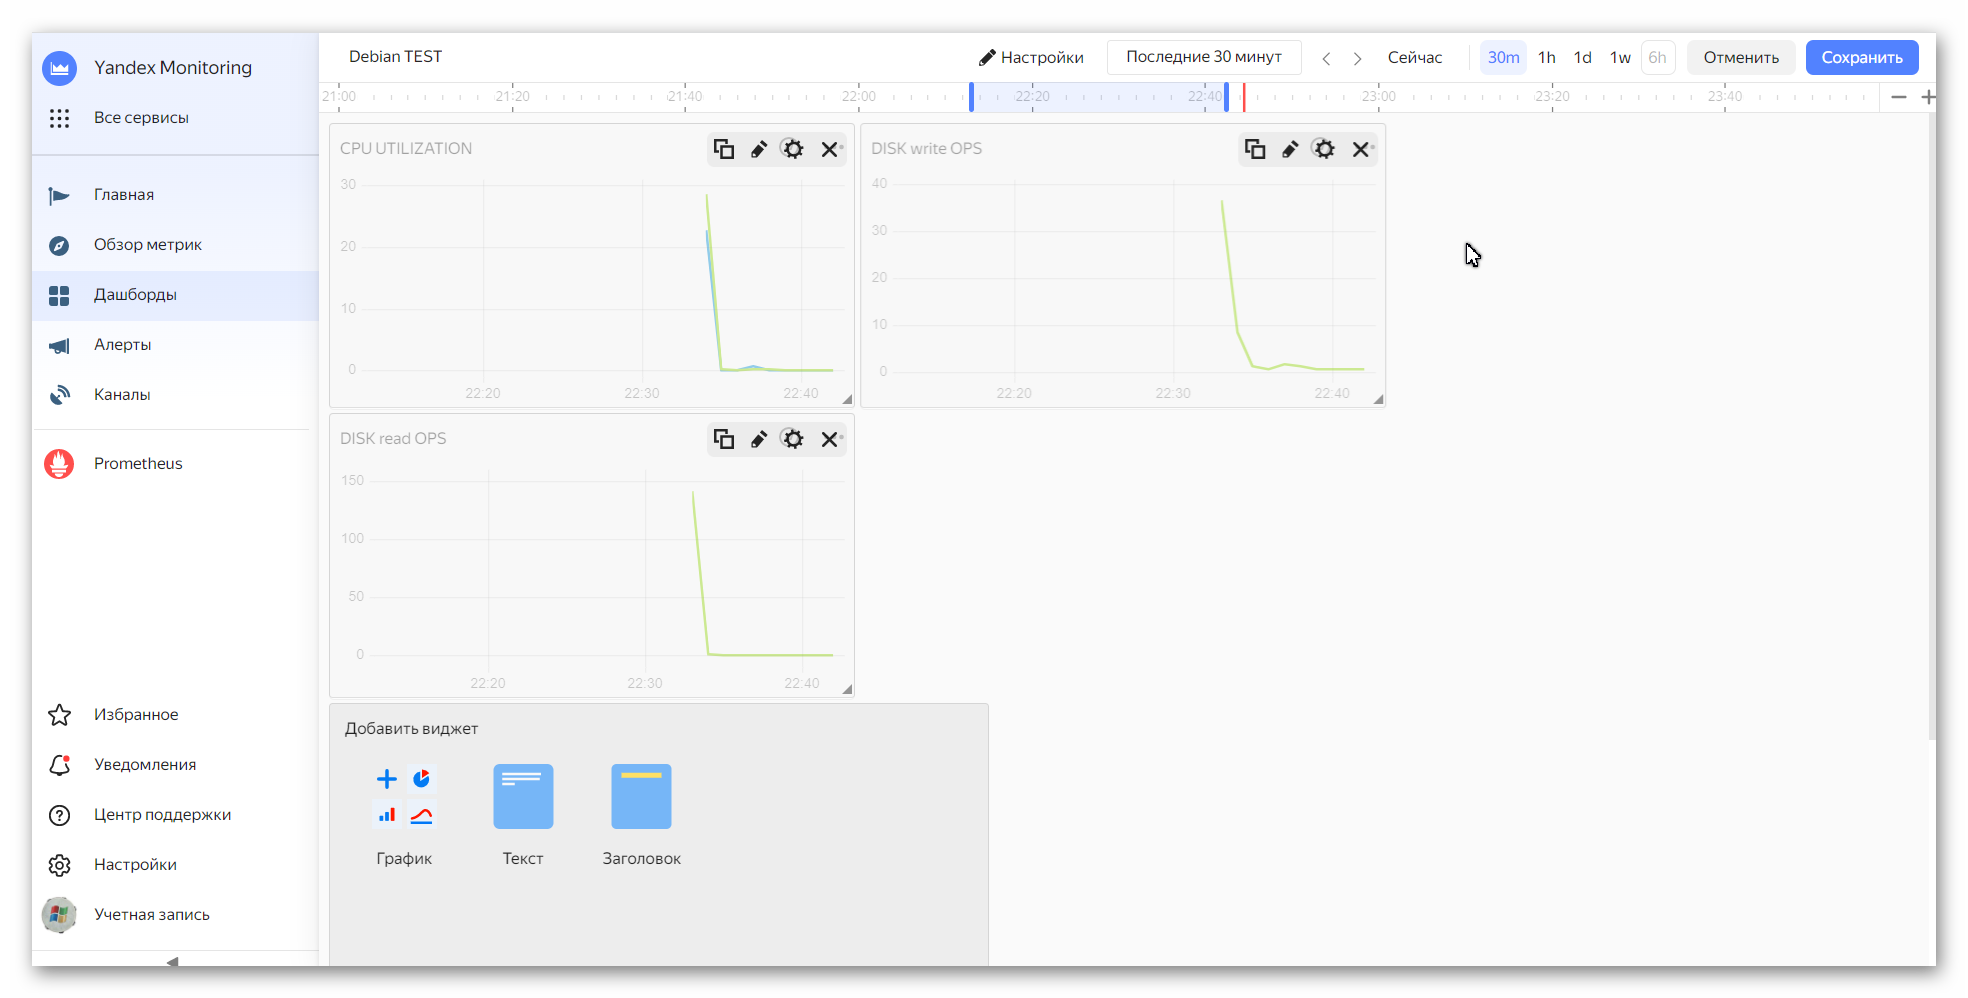 Yandex Monitoring
Все сервисы
Главная
Обзор метрик
Дашборды
Алерты
Каналы
Prometheus
Избранное
Уведомления
Центр поддержки
Настройки
Учетная запись
Debian TEST
Настройки
Последние 30 минут
Сейчас
30m 1h 1d 1w 6h
Отменить
Сохранить
21:00 21:20 21:40 22:00 22:20 22:40 23:00 23:20 23:40
CPU UTILIZATION
30
20
10
0
22:20 22:30 22:40
DISK write OPS
40
30
20
10
0
22:20 22:30 22:40
DISK read OPS
150
100
50
0
22:20 22:30 22:40
Добавить виджет
График Текст Заголовок